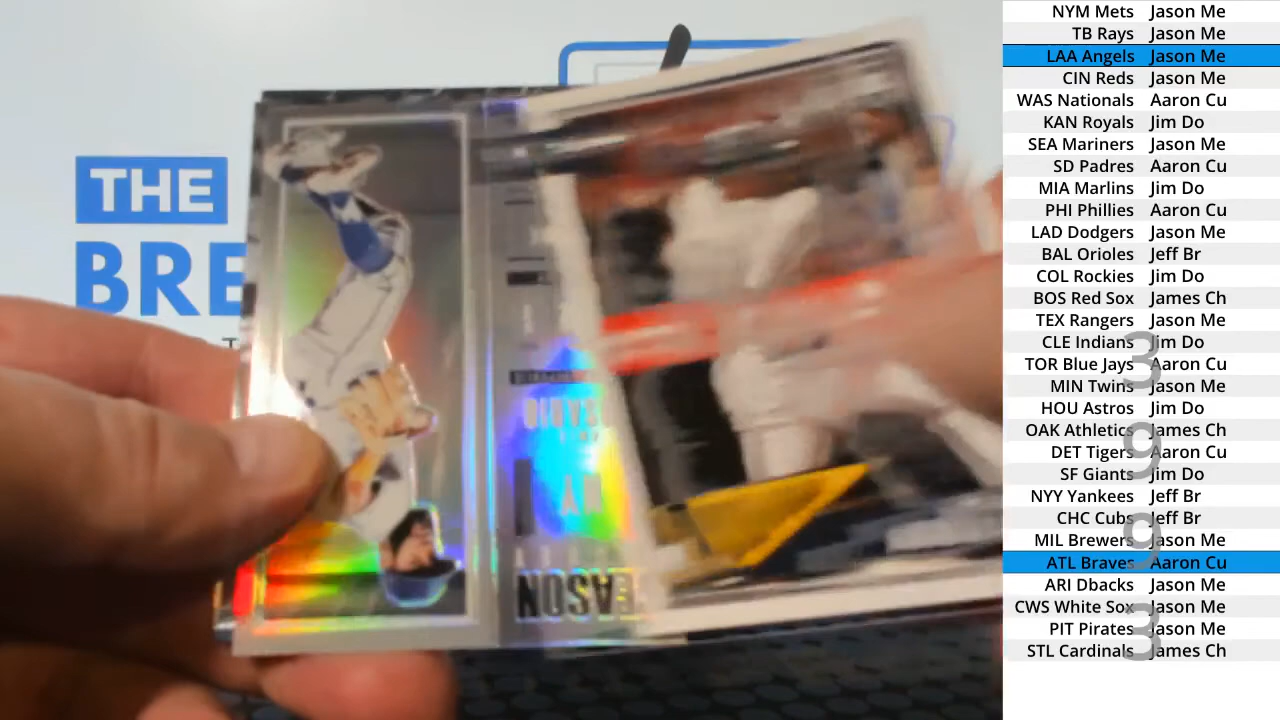 THE
BRE
NYM Mets Jason Me
TB Rays Jason Me
LAA Angels Jason Me
CIN Reds Jason Me
WAS Nationals Aaron Cu
KAN Royals Jim Do
SEA Mariners Jason Me
SD Padres Aaron Cu
MIA Marlins Jim Do
PHI Phillies Aaron Cu
LAD Dodgers Jason Me
BAL Orioles Jeff Br
COL Rockies Jim Do
BOS Red Sox James Ch
TEX Rangers Jason Me
CLE Indians Jim Do
TOR Blue Jays Aaron Cu
MIN Twins Jason Me
HOU Astros Jim Do
OAK Athletics James Ch
DET Tigers Aaron Cu
SF Giants Jim Do
NYY Yankees Jeff Br
CHC Cubs Jeff Br
MIL Brewers Jason Me
ATL Braves Aaron Cu
ARI Dbacks Jason Me
CWS White Sox Jason Me
PIT Pirates Jason Me
STL Cardinals James Ch
3
9
9
3